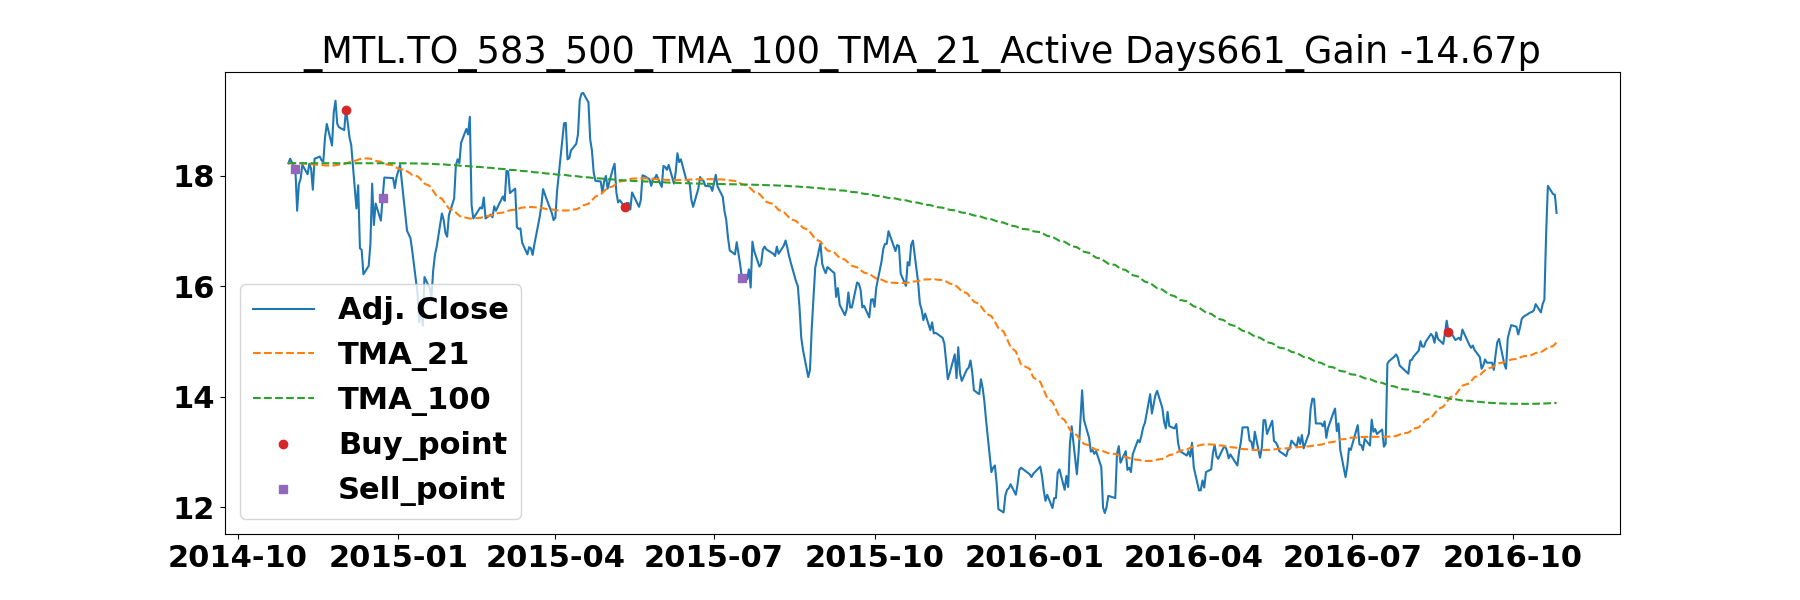 _MTL.TO_583_500_TMA_100_TMA_21_Active Days661_Gain -14.67p
18
16
14
12
Adj. Close
TMA_21
TMA_100
Buy_point
Sell_point
2014-10 2015-01 2015-04 2015-07 2015-10 2016-01 2016-04 2016-07 2016-10